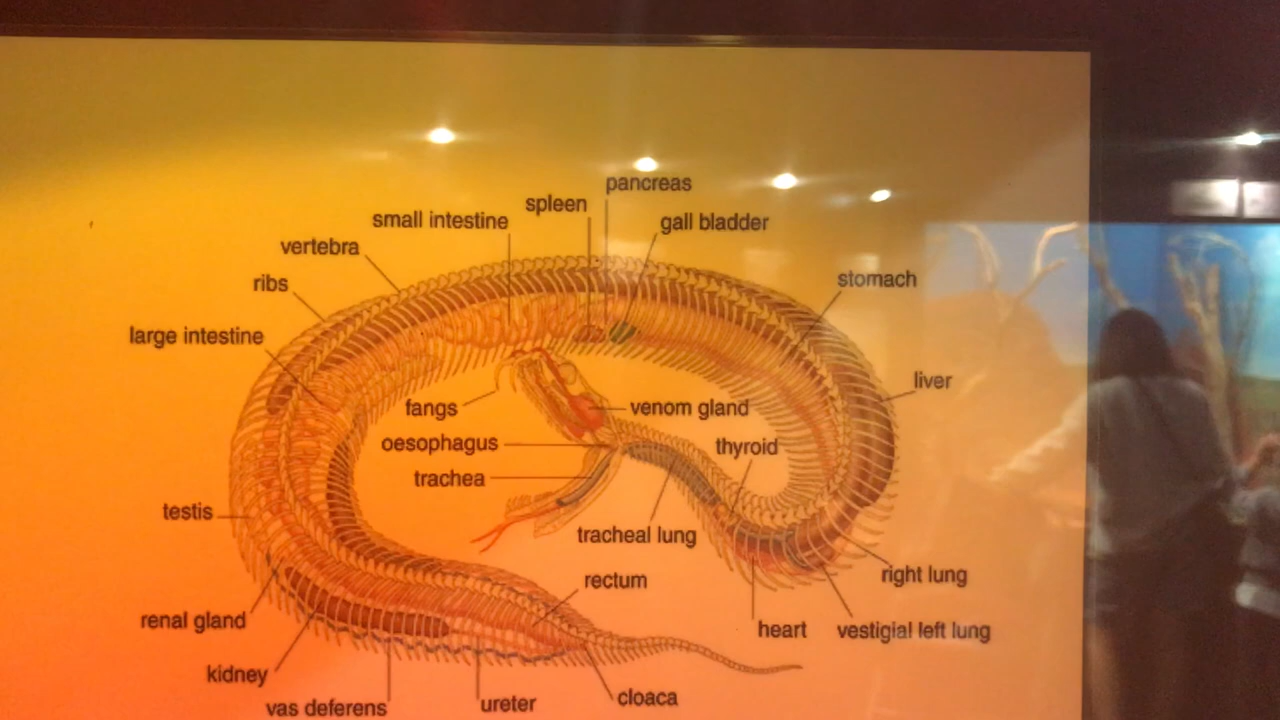 pancreas
spleen
small intestine
gall bladder
vertebra
ribs
stomach
large intestine
liver
fangs
venom gland
oesophagus
thyroid
trachea
testis
tracheal lung
rectum
right lung
renal gland
heart
vestigial left lung
kidney
cloaca
vas deferens
ureter